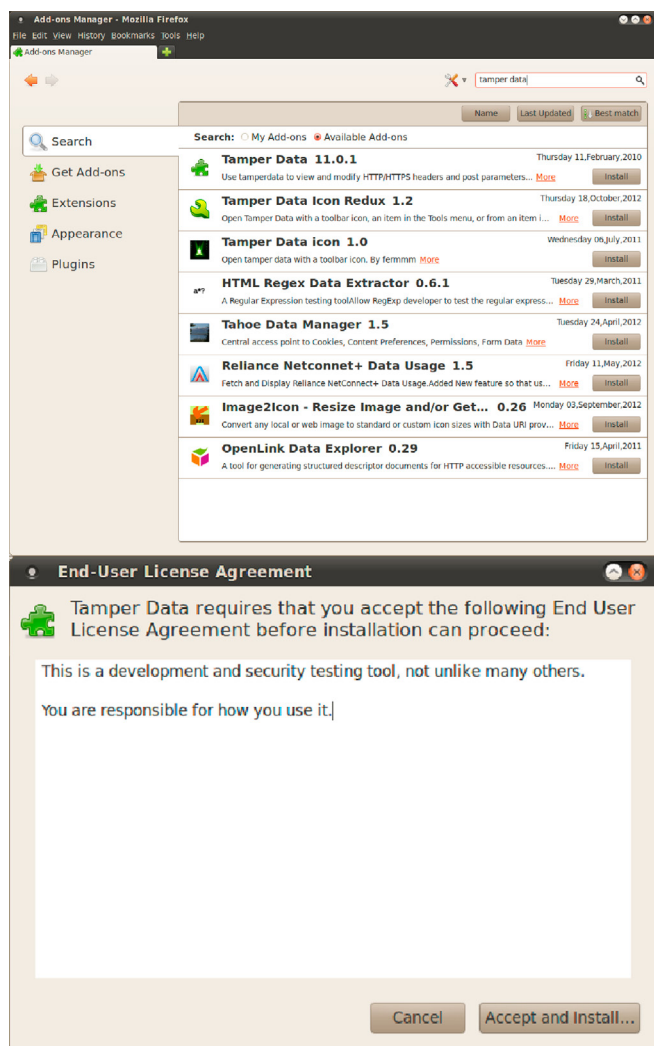 Add-ons Manager - Mozilla Firefox
File Edit View History Bookmarks Tools Help
Add-ons Manager
tamper data
Name Last Updated Best match
Search
Get Add-ons
Extensions
Appearance
Plugins
Search: My Add-ons Available Add-ons
Tamper Data 11.0.1 Thursday 11,February,2010
Use tamperdata to view and modify HTTP/HTTPS headers and post parameters... More Install
Tamper Data Icon Redux 1.2 Thursday 18,October,2012
Open Tamper Data with a toolbar icon, an item in the Tools menu, or from an item i... More Install
Tamper Data icon 1.0 Wednesday 06,July,2011
Open tamper data with a toolbar icon. By fermmm More Install
a*? HTML Regex Data Extractor 0.6.1 Tuesday 29,March,2011
A Regular Expression testing toolAllow RegExp developer to test the regular express... More Install
Tahoe Data Manager 1.5 Tuesday 24,April,2012
Central access point to Cookies, Content Preferences, Permissions, Form Data More Install
Reliance Netconnet+ Data Usage 1.5 Friday 11,May,2012
Fetch and Display Reliance NetConnect+ Data Usage.Added New feature so that us... More Install
Image2Icon - Resize Image and/or Get... 0.26 Monday 03,September,2012
Convert any local or web image to standard or custom icon sizes with Data URI prov... More Install
OpenLink Data Explorer 0.29 Friday 15,April,2011
A tool for generating structured descriptor documents for HTTP accessible resources.... More Install
End-User License Agreement
Tamper Data requires that you accept the following End User
License Agreement before installation can proceed:
This is a development and security testing tool, not unlike many others.
You are responsible for how you use it.
Cancel Accept and Install...